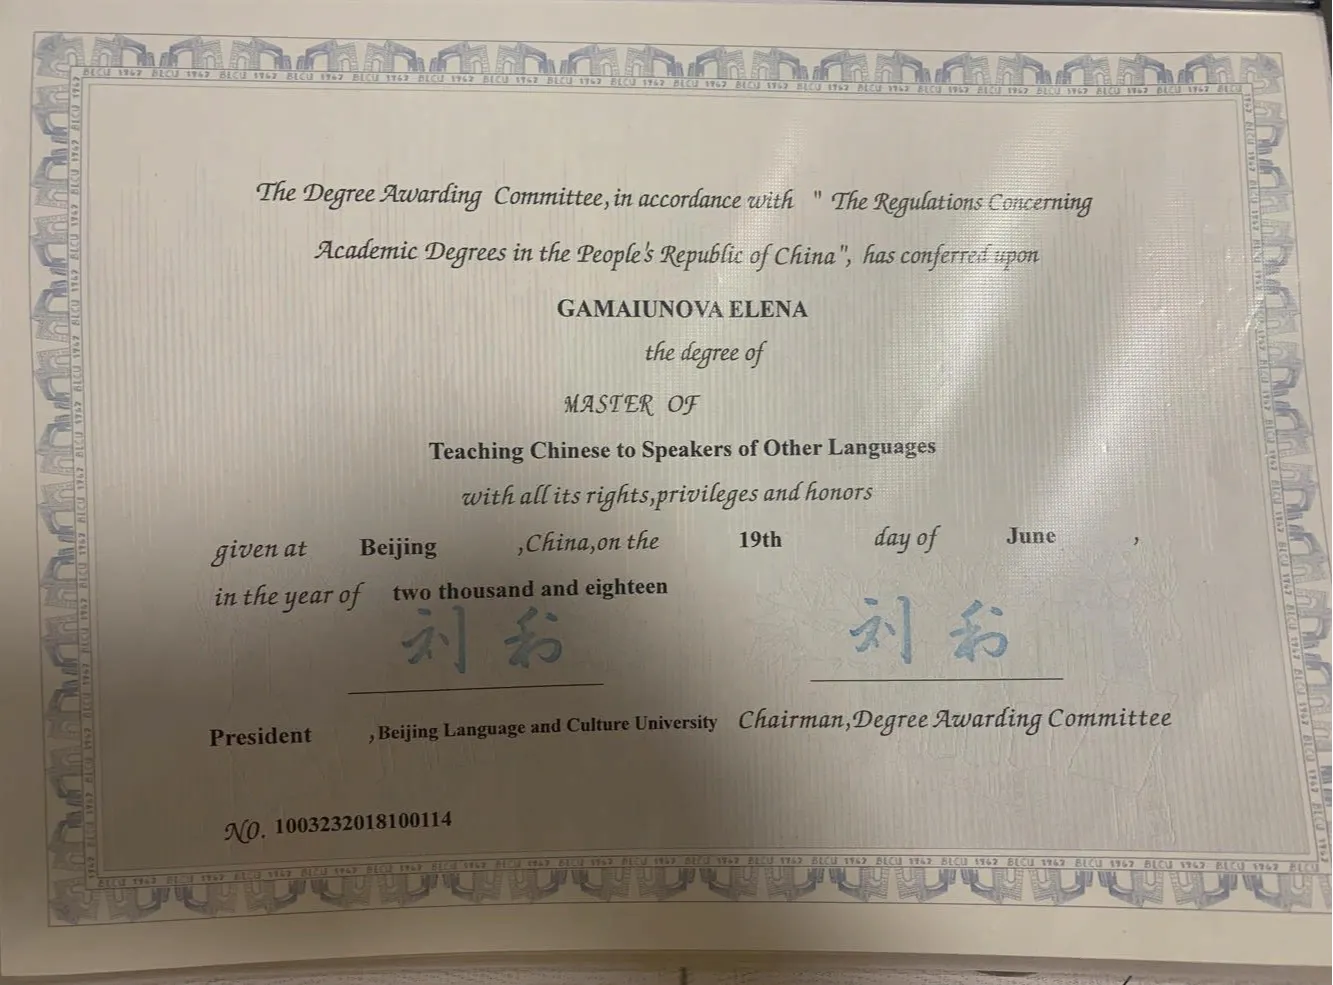 The Degree Awarding Committee, in accordance with " The Regulations Concerning
Academic Degrees in the People's Republic of China", has conferred upon
GAMAIUNOVA ELENA
the degree of
MASTER OF
Teaching Chinese to Speakers of Other Languages
with all its rights,privileges and honors
given at Beijing ,China,on the 19th day of June ,
in the year of two thousand and eighteen
刘利 刘利
President ,Beijing Language and Culture University Chairman,Degree Awarding Committee
NO. 1003232018100114